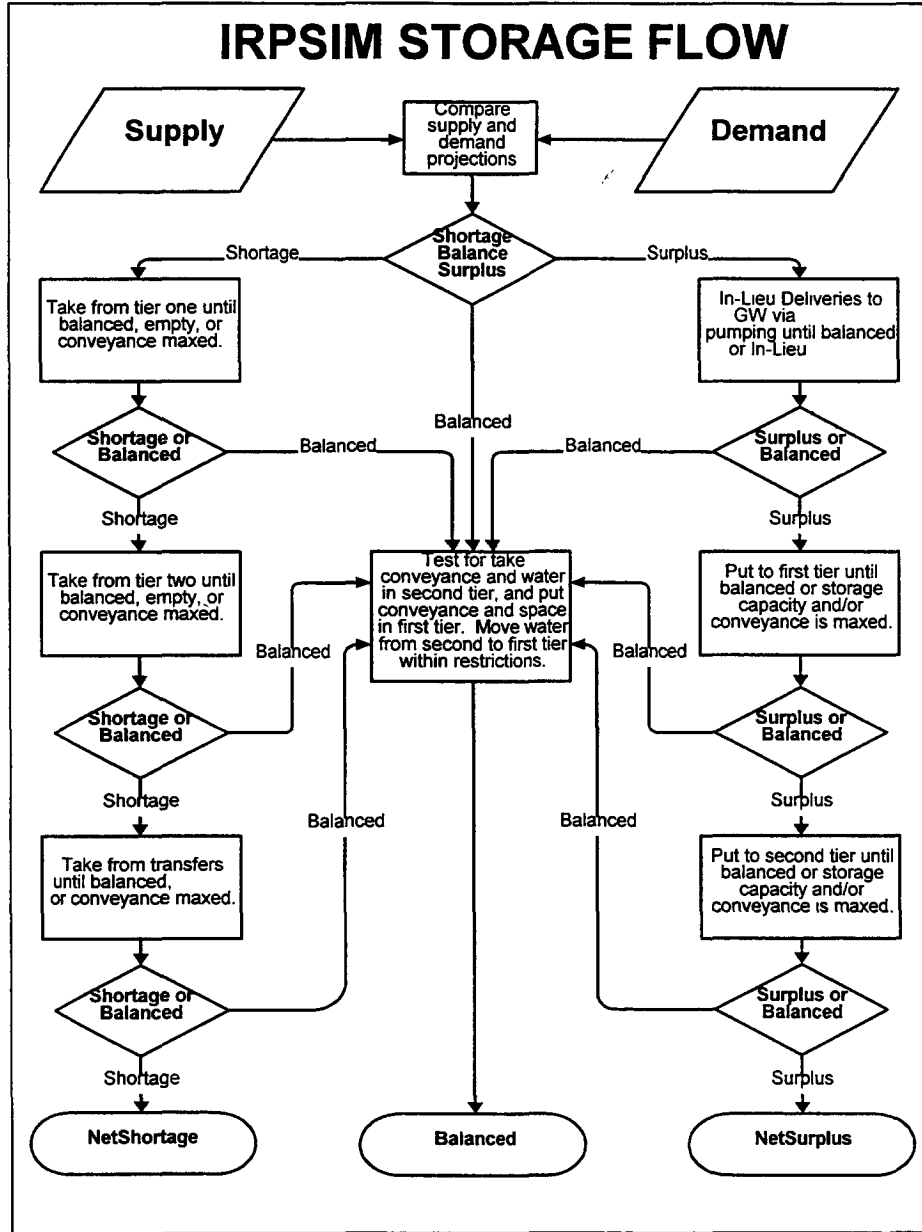 IRPSIM STORAGE FLOW
Supply
Compare
supply and
demand
projections
Demand
Shortage
Balance
Surplus
Shortage
Surplus
Take from tier one until
balanced, empty, or
conveyance maxed.
In-Lieu Deliveries to
GW via
pumping until balanced
or In-Lieu
Balanced
Shortage or
Balanced
Balanced
Balanced
Surplus or
Balanced
Shortage
Surplus
Take from tier two until
balanced, empty, or
conveyance maxed.
Test for take
conveyance and water
in second tier, and put
conveyance and space
in first tier. Move water
from second to first tier
within restrictions.
Put to first tier until
balanced or storage
capacity and/or
conveyance is maxed.
Balanced
Balanced
Shortage or
Balanced
Surplus or
Balanced
Shortage
Surplus
Balanced
Balanced
Take from transfers
until balanced,
or conveyance maxed.
Put to second tier until
balanced or storage
capacity and/or
conveyance is maxed.
Shortage or
Balanced
Surplus or
Balanced
Shortage
Surplus
NetShortage
Balanced
NetSurplus